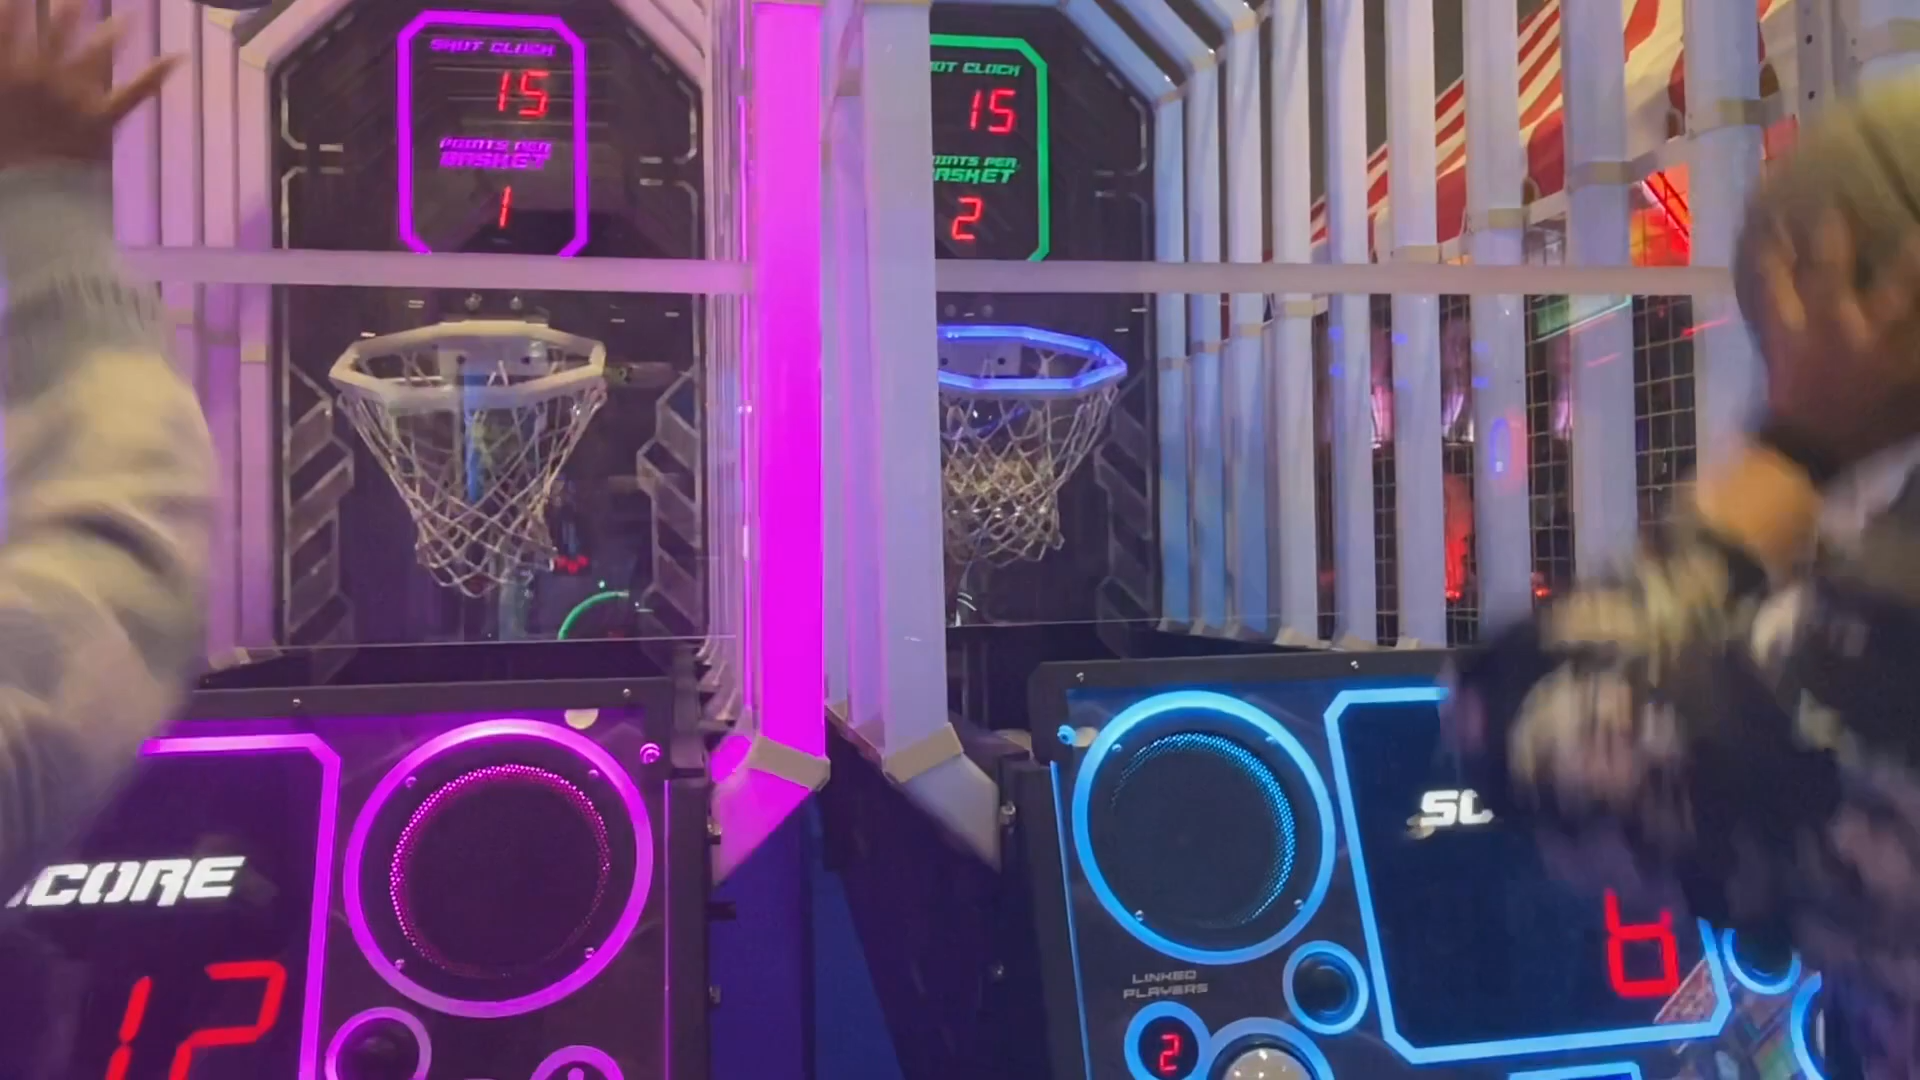 SHOT CLOCK
15
POINTS PER
BASKET
1
OT CLOCK
15
OINTS PER
ASKET
2
CORE
12
SC
6
LINKED
PLAYERS
2